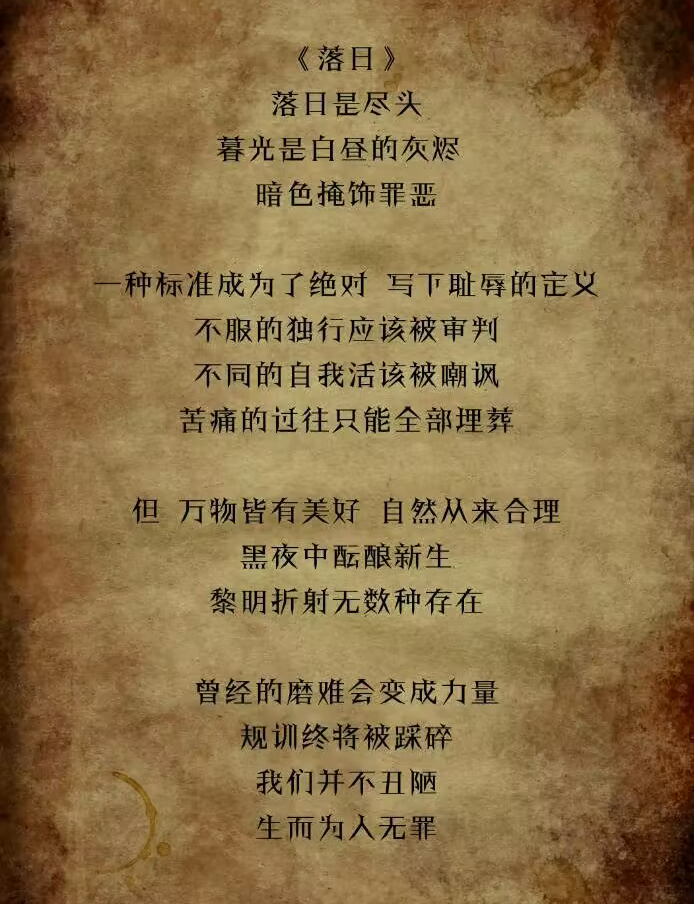 《落日》
落日是尽头
暮光是白昼的灰烬
暗色掩饰罪恶
一种标准成为了绝对 写下耻辱的定义
不服的独行应该被审判
不同的自我活该被嘲讽
苦痛的过往只能全部埋葬
但 万物皆有美好 自然从来合理
黑夜中酝酿新生
黎明折射无数种存在
曾经的磨难会变成力量
规训终将被踩碎
我们并不丑陋
生而为人无罪